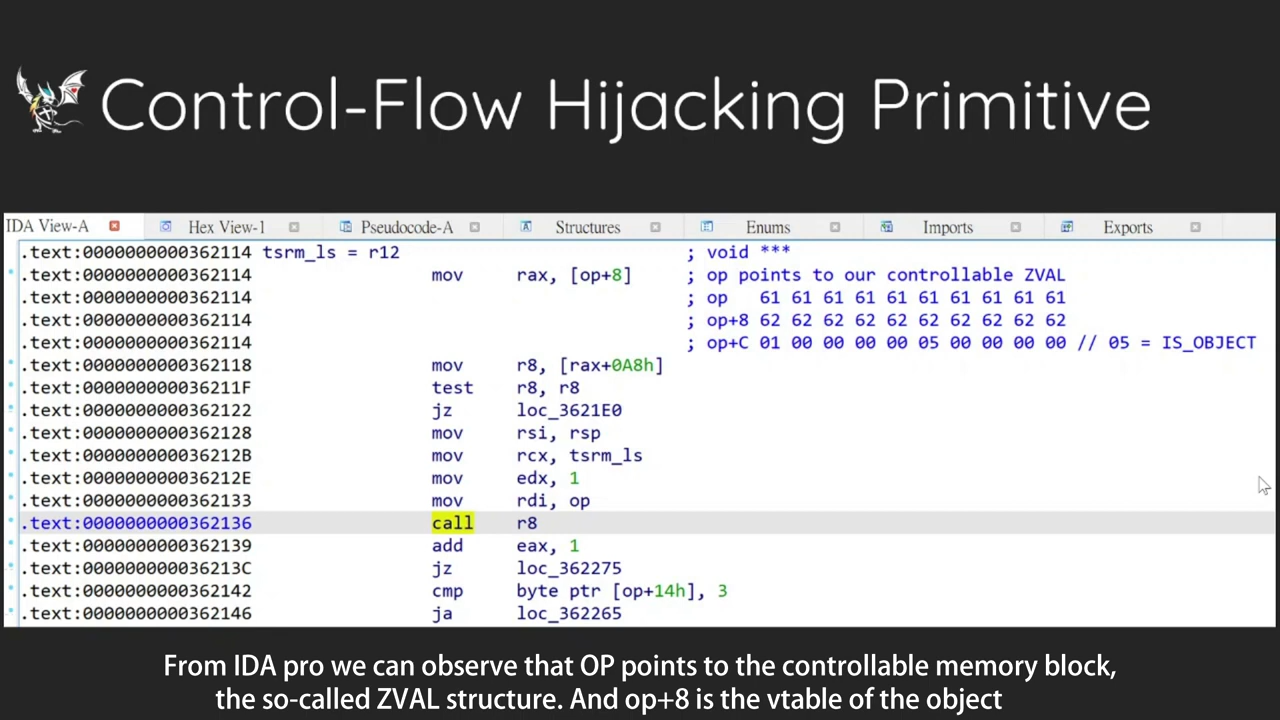 Control-Flow Hijacking Primitive
IDA View-A Hex View-1 Pseudocode-A Structures Enums Imports Exports
.text:0000000000362114 tsrm_ls = r12 ; void ***
.text:0000000000362114 mov rax, [op+8] ; op points to our controllable ZVAL
.text:0000000000362114 ; op 61 61 61 61 61 61 61 61 61 61
.text:0000000000362114 ; op+8 62 62 62 62 62 62 62 62 62 62
.text:0000000000362114 ; op+C 01 00 00 00 00 05 00 00 00 00 // 05 = IS_OBJECT
.text:0000000000362118 mov r8, [rax+0A8h]
.text:000000000036211F test r8, r8
.text:0000000000362122 jz loc_3621E0
.text:0000000000362128 mov rsi, rsp
.text:000000000036212B mov rcx, tsrm_ls
.text:000000000036212E mov edx, 1
.text:0000000000362133 mov rdi, op
.text:0000000000362136 call r8
.text:0000000000362139 add eax, 1
.text:000000000036213C jz loc_362275
.text:0000000000362142 cmp byte ptr [op+14h], 3
.text:0000000000362146 ja loc_362265
From IDA pro we can observe that OP points to the controllable memory block,
the so-called ZVAL structure. And op+8 is the vtable of the object